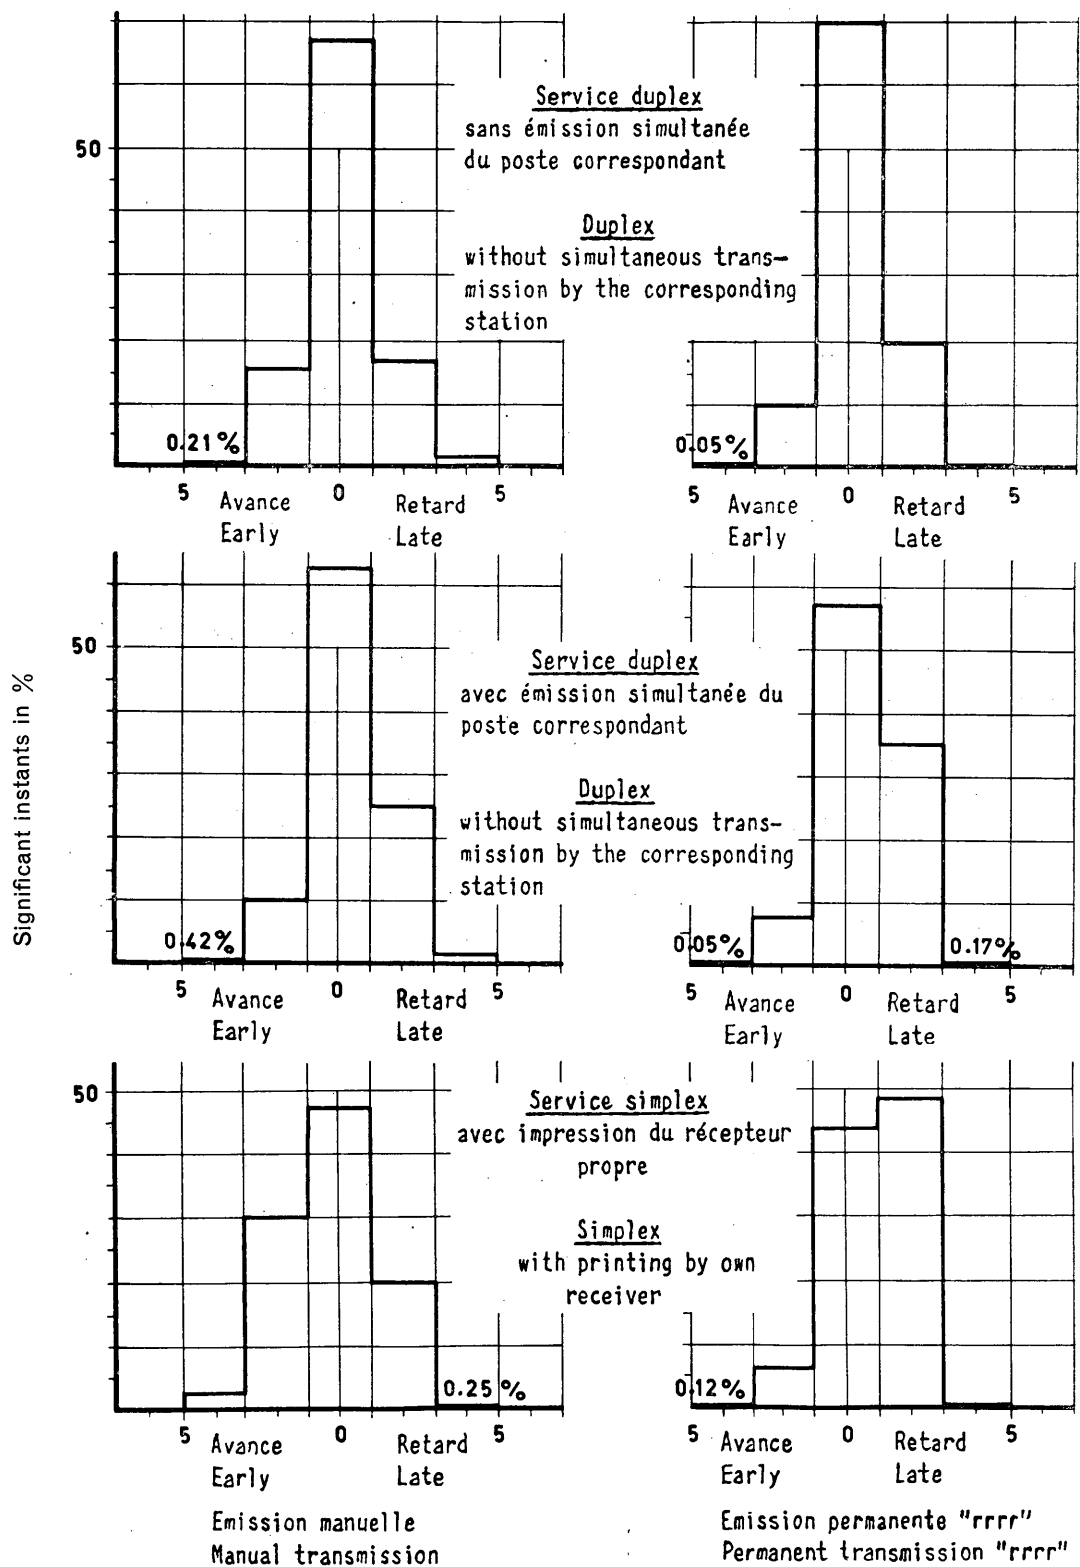 Significant instants in %
50
Service duplex
sans émission simultanée
du poste correspondant
Duplex
without simultaneous trans-
mission by the corresponding
station
0.21%
0.05%
5 0 5
Avance Retard
Early Late
5 0 5
Avance Retard
Early Late
50
Service duplex
avec émission simultanée du
poste correspondant
Duplex
without simultaneous trans-
mission by the corresponding
station
0.42%
0.05%
0.17%
5 0 5
Avance Retard
Early Late
5 0 5
Avance Retard
Early Late
50
Service simplex
avec impression du récepteur
propre
Simplex
with printing by own
receiver
0.25%
0.12%
5 0 5
Avance Retard
Early Late
5 0 5
Avance Retard
Early Late
Emission manuelle
Manual transmission
Emission permanente "rrrr"
Permanent transmission "rrrr"